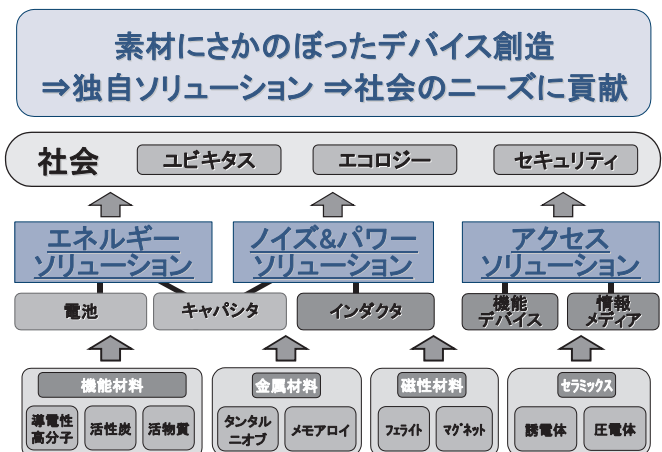 素材にさかのぼったデバイス創造
⇒独自ソリューション ⇒社会のニーズに貢献
社会 ユビキタス エコロジー セキュリティ
エネルギー
ソリューション
ノイズ&パワー
ソリューション
アクセス
ソリューション
電池 キャパシタ インダクタ
機能
デバイス
情報
メディア
機能材料 金属材料 磁性材料 セラミックス
導電性
高分子
活性炭 活物質
タンタル
ニオブ
メモアロイ
フェライト マグネット
誘電体 圧電体